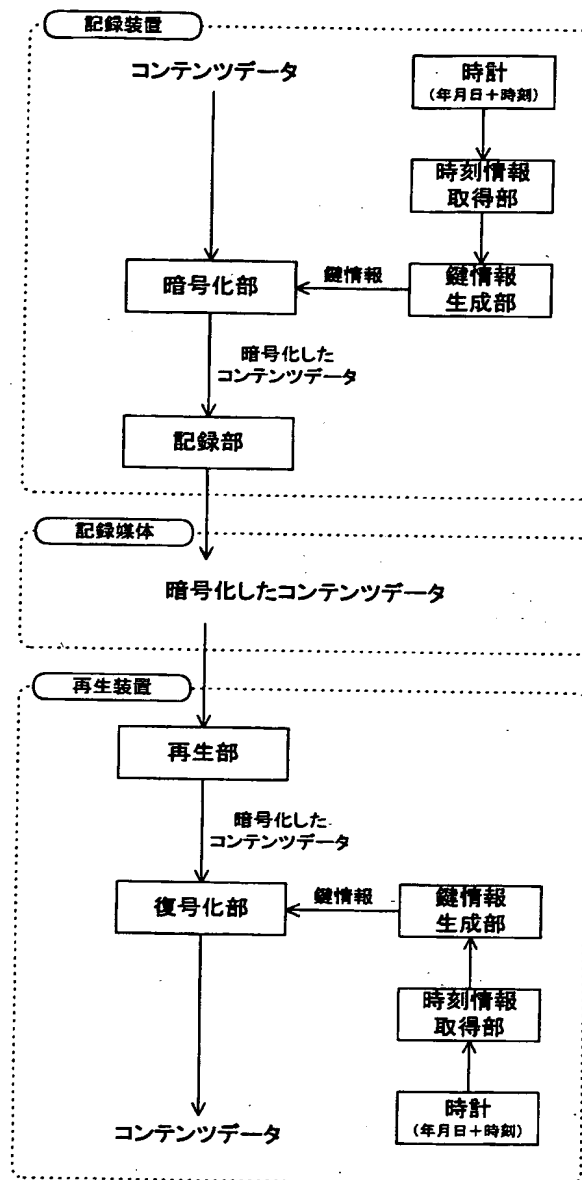 記録装置
コンテンツデータ
時計
(年月日＋時刻)
時刻情報
取得部
暗号化部
鍵情報
鍵情報
生成部
暗号化した
コンテンツデータ
記録部
記録媒体
暗号化したコンテンツデータ
再生装置
再生部
暗号化した
コンテンツデータ
復号化部
鍵情報
鍵情報
生成部
時刻情報
取得部
時計
(年月日＋時刻)
コンテンツデータ